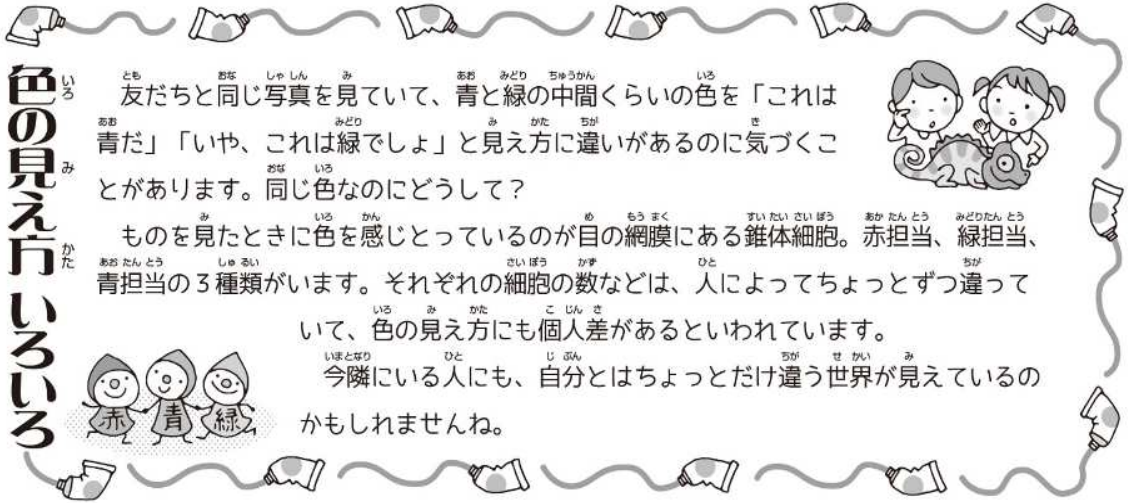 色の見え方 いろいろ
友だちと同じ写真を見ていて、青と緑の中間くらいの色を「これは
青だ」「いや、これは緑でしょ」と見え方に違いがあるのに気づくこ
とがあります。同じ色なのにどうして？
ものを見たときに色を感じとっているのが目の網膜にある錐体細胞。赤担当、緑担当、
青担当の３種類がいます。それぞれの細胞の数などは、人によってちょっとずつ違って
いて、色の見え方にも個人差があるといわれています。
今隣にいる人にも、自分とはちょっとだけ違う世界が見えているの
かもしれませんね。
赤 青 緑